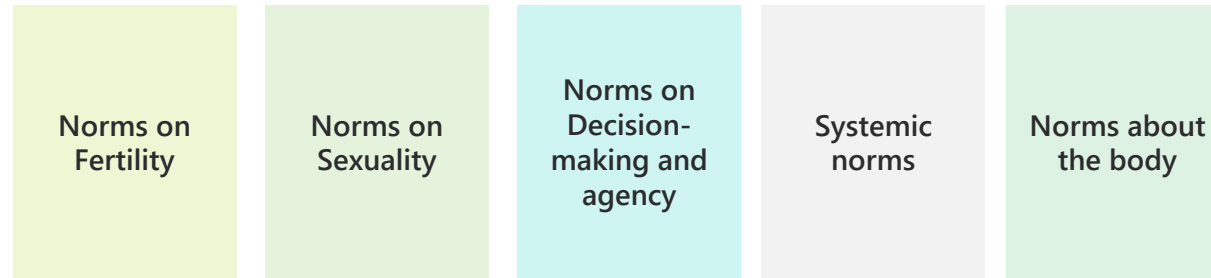 Norms on
Fertility
Norms on
Sexuality
Norms on
Decision-
making and
agency
Systemic
norms
Norms about
the body